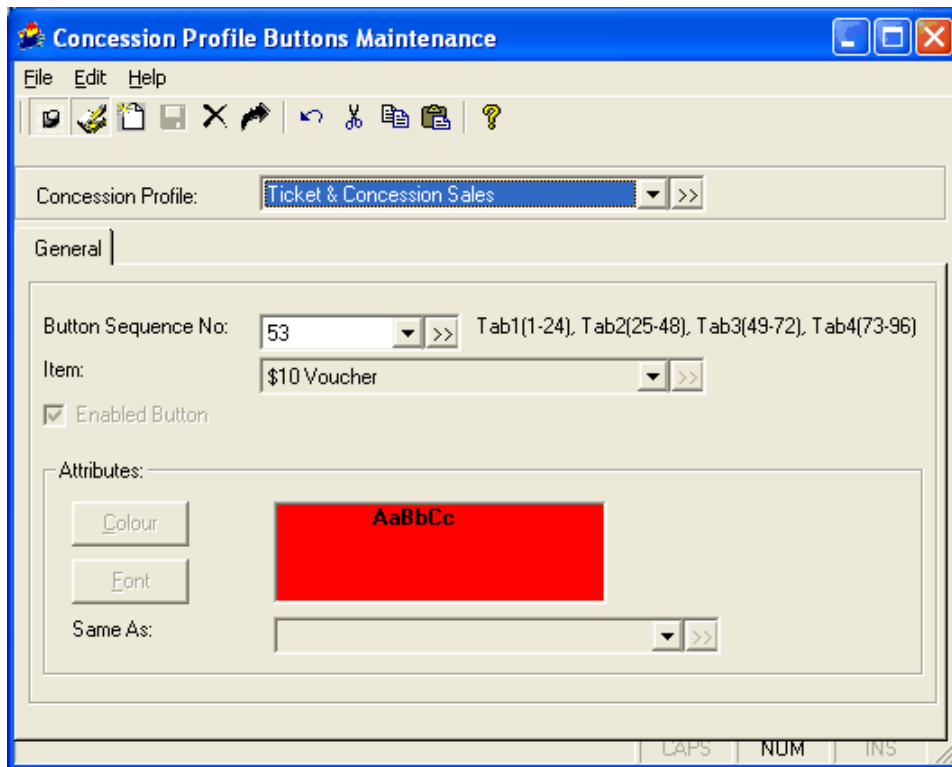 Concession Profile Buttons Maintenance
File Edit Help
Concession Profile: Ticket & Concession Sales >>
General
Button Sequence No: 53 >> Tab1(1-24), Tab2(25-48), Tab3(49-72), Tab4(73-96)
Item: $10 Voucher >>
Enabled Button
Attributes:
Colour AaBbCc
Font
Same As: >>
CAPS NUM INS